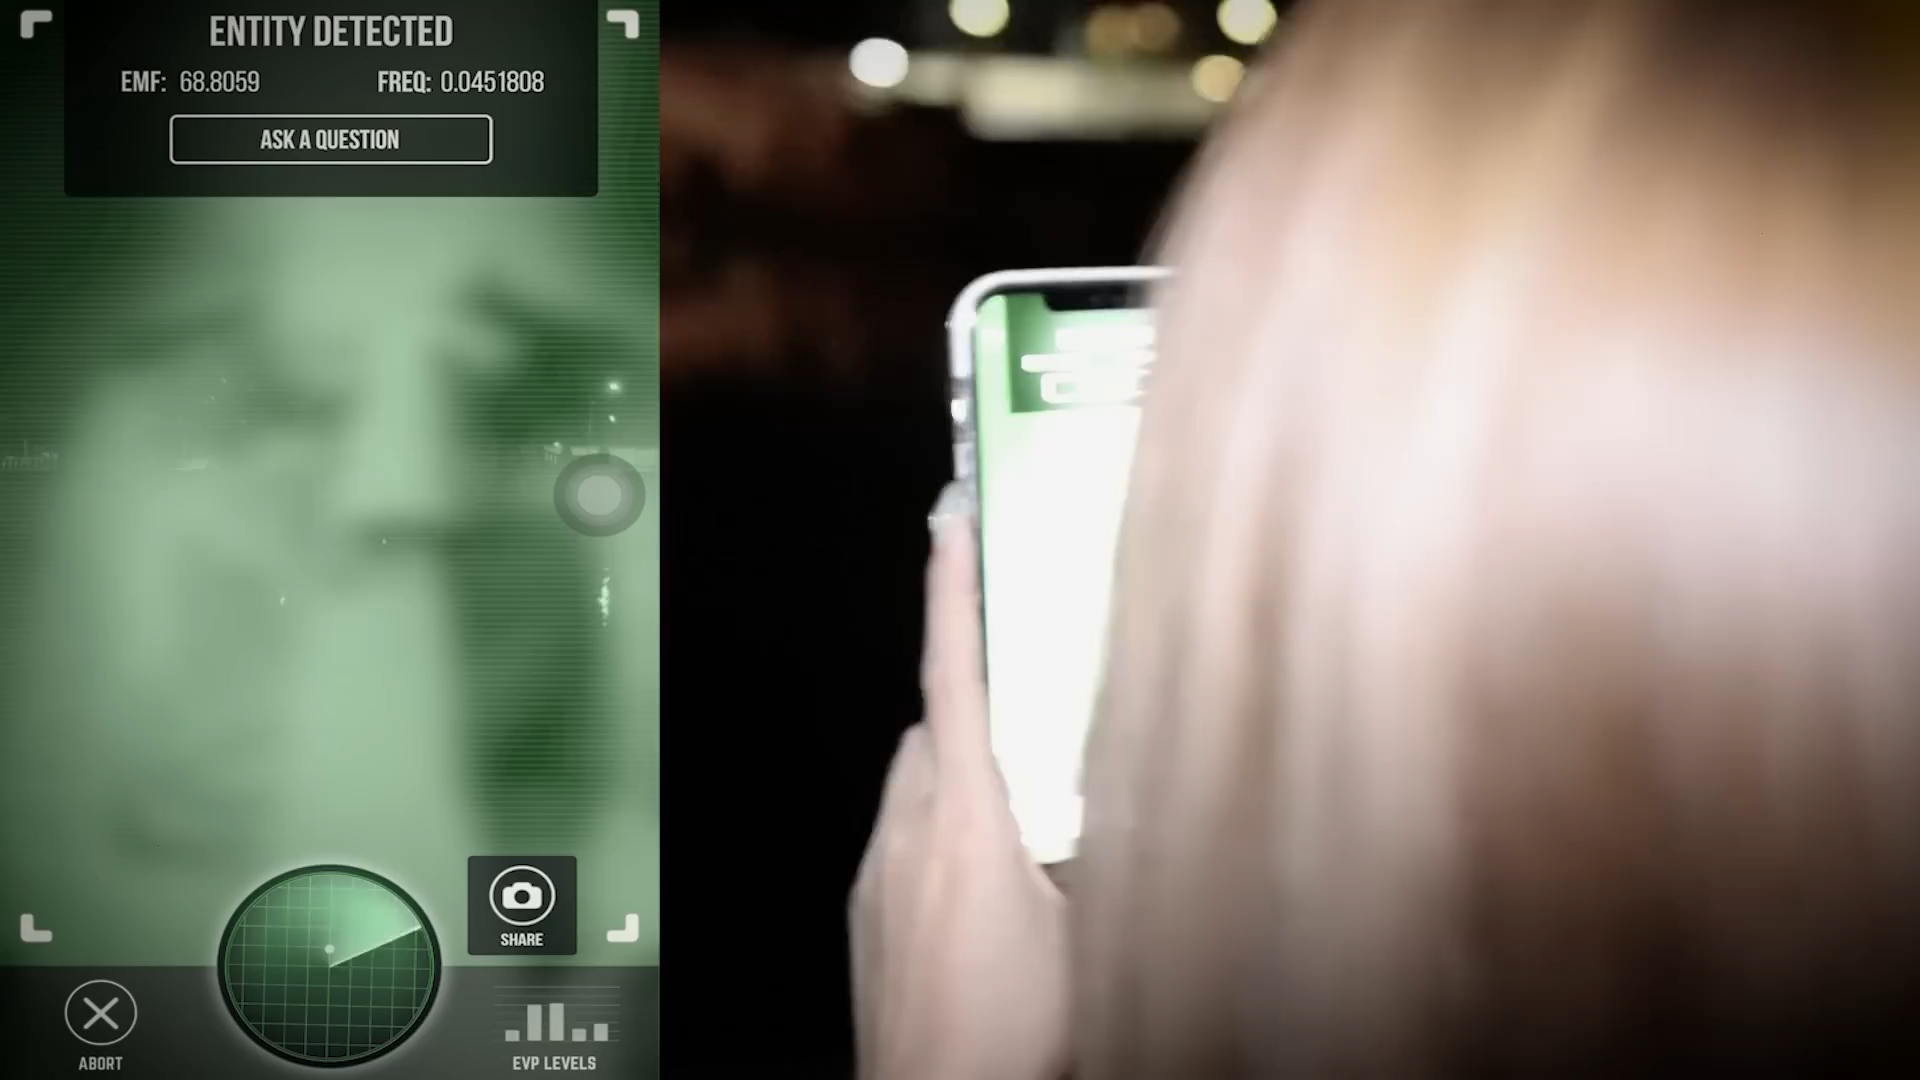 ENTITY DETECTED
EMF: 68.8059 FREQ: 0.0451808
ASK A QUESTION
SHARE
ABORT
EVP LEVELS